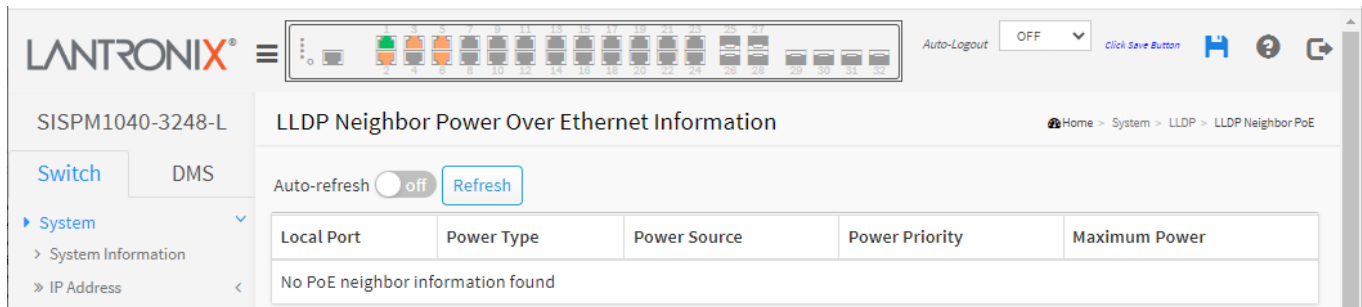 LANTRONIX®
1 3 5 7 9 11 13 15 17 19 21 23 25 27
2 4 6 8 10 12 14 16 18 20 22 24 26 28 29 30 31 32
Auto-Logout OFF Click Save Button
SISPM1040-3248-L
LLDP Neighbor Power Over Ethernet Information
Home > System > LLDP > LLDP Neighbor PoE
Switch DMS
Auto-refresh off Refresh
System
System Information
IP Address
Local Port Power Type Power Source Power Priority Maximum Power
No PoE neighbor information found